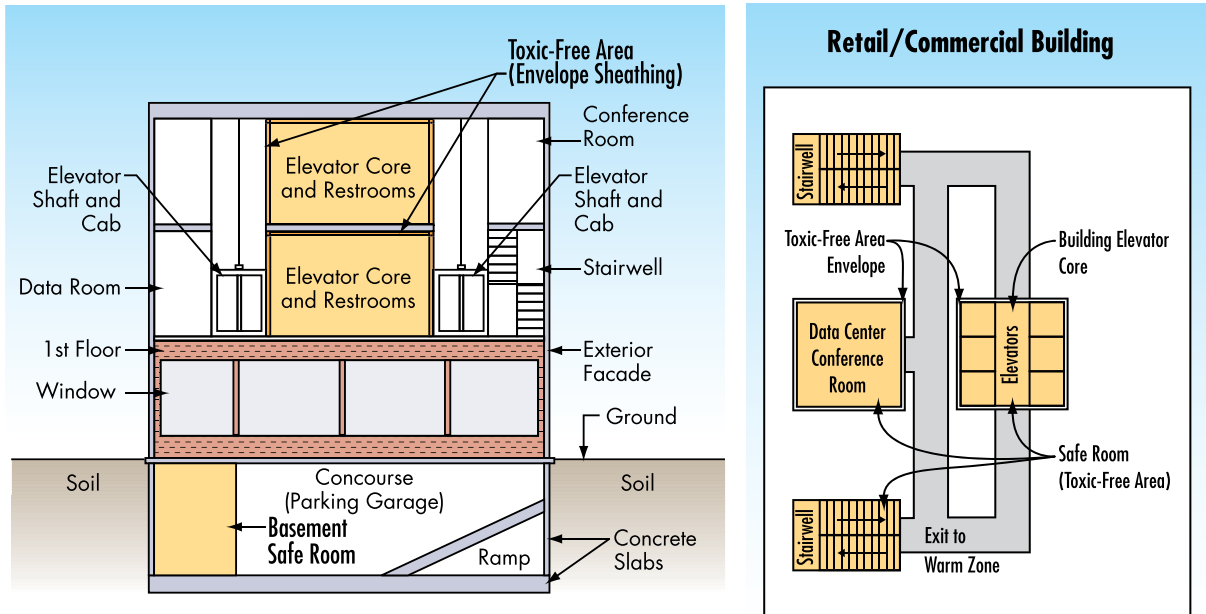 Toxic-Free Area
(Envelope Sheathing)
Conference
Room
Elevator
Shaft and
Cab
Elevator Core
and Restrooms
Elevator
Shaft and
Cab
Elevator Core
and Restrooms
Stairwell
Data Room
1st Floor
Exterior
Facade
Window
Ground
Soil
Concourse
(Parking Garage)
Soil
Basement
Safe Room
Ramp
Concrete
Slabs
Retail/Commercial Building
Stairwell
Toxic-Free Area
Envelope
Building Elevator
Core
Data Center
Conference
Room
Elevators
Safe Room
(Toxic-Free Area)
Stairwell
Exit to
Warm Zone